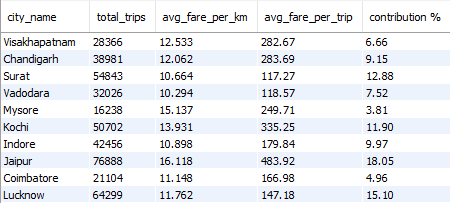 city_name total_trips avg_fare_per_km avg_fare_per_trip contribution %
Visakhapatnam 28366 12.533 282.67 6.66
Chandigarh 38981 12.062 283.69 9.15
Surat 54843 10.664 117.27 12.88
Vadodara 32026 10.294 118.57 7.52
Mysore 16238 15.137 249.71 3.81
Kochi 50702 13.931 335.25 11.90
Indore 42456 10.898 179.84 9.97
Jaipur 76888 16.118 483.92 18.05
Coimbatore 21104 11.148 166.98 4.96
Lucknow 64299 11.762 147.18 15.10